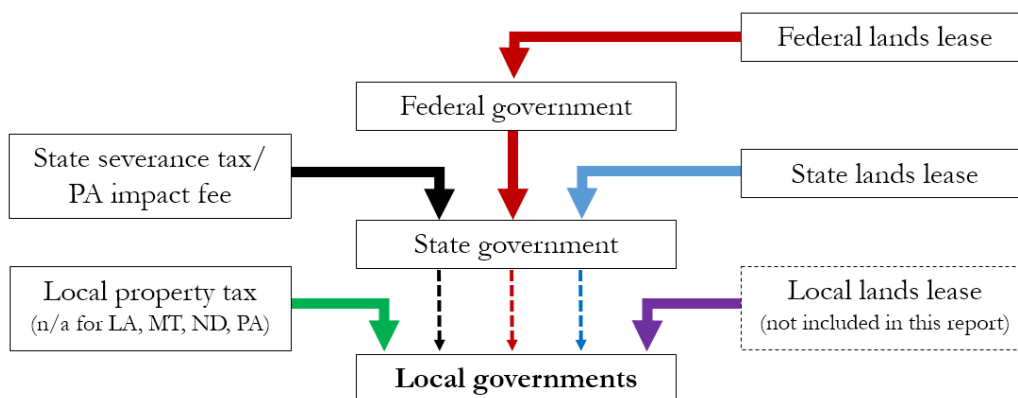 Federal lands lease
Federal government
State severance tax/
PA impact fee
State lands lease
State government
Local property tax
(n/a for LA, MT, ND, PA)
Local lands lease
(not included in this report)
Local governments